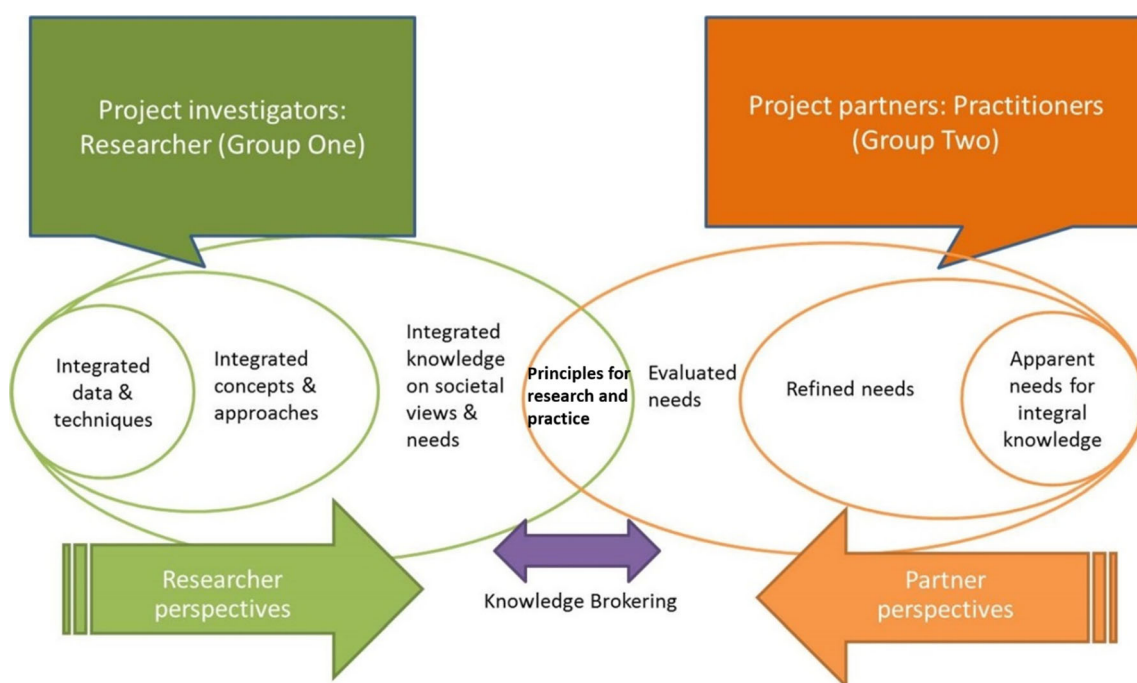 Project investigators:
Researcher (Group One)
Project partners: Practitioners
(Group Two)
Integrated
data &
techniques
Integrated
concepts &
approaches
Integrated
knowledge
on societal
views &
needs
Principles for
research and
practice
Evaluated
needs
Refined needs
Apparent
needs for
integral
knowledge
Researcher
perspectives
Knowledge Brokering
Partner
perspectives